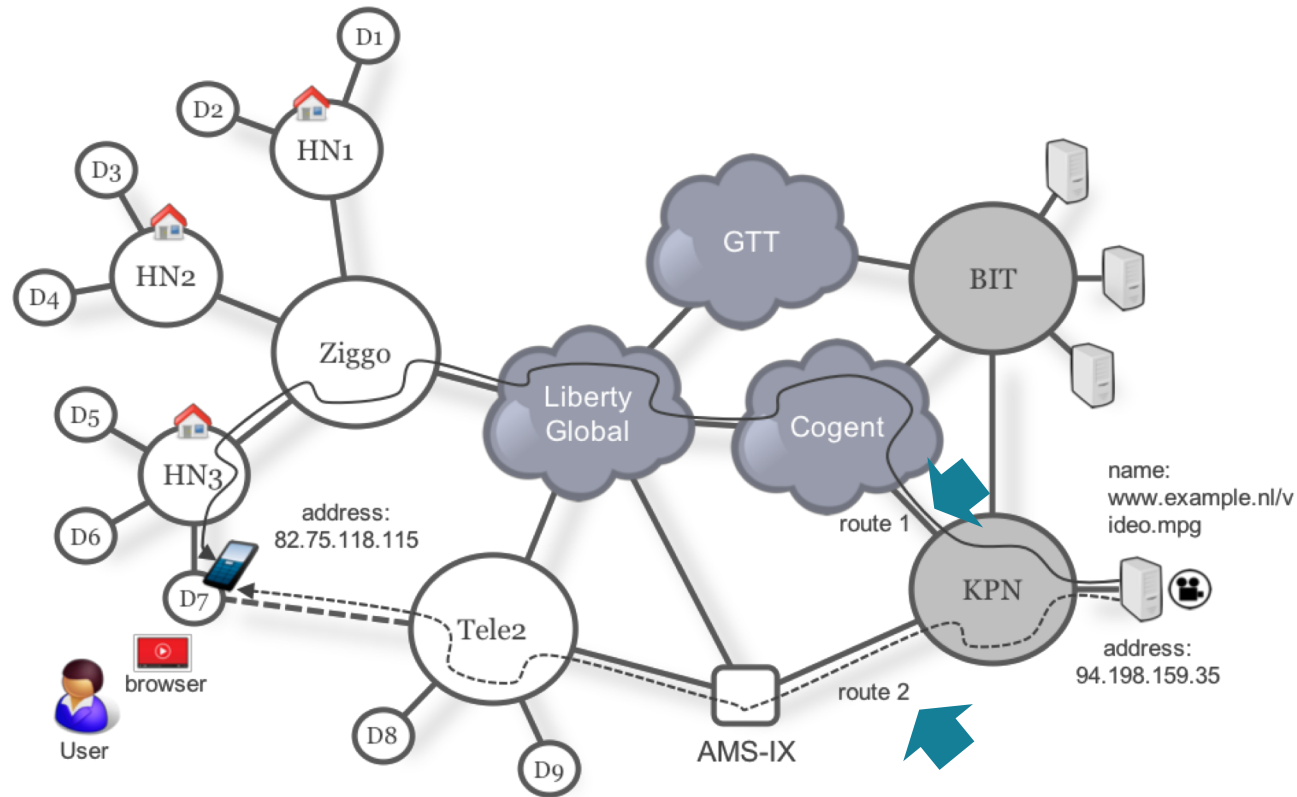 D1
D2
HN1
D3
HN2
D4
GTT
BIT
Ziggo
Liberty
Global
Cogent
D5
HN3
D6
address:
82.75.118.115
route 1
name:
www.example.nl/v
ideo.mpg
D7
Tele2
KPN
browser
User
address:
94.198.159.35
route 2
D8
D9
AMS-IX